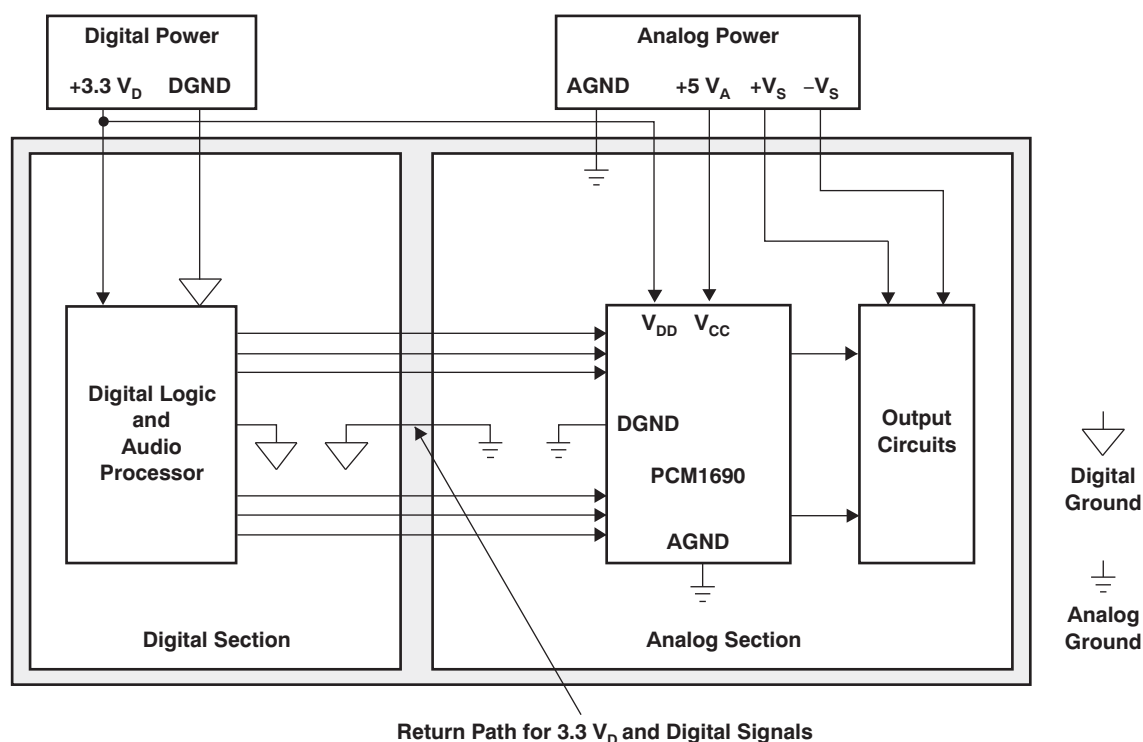 Digital Power
+3.3 V_D DGND
Analog Power
AGND +5 V_A +V_S −V_S
V_DD V_CC
Digital Logic
and
Audio
Processor
DGND
PCM1690
AGND
Output
Circuits
Digital
Ground
Analog
Ground
Digital Section
Analog Section
Return Path for 3.3 V_D and Digital Signals